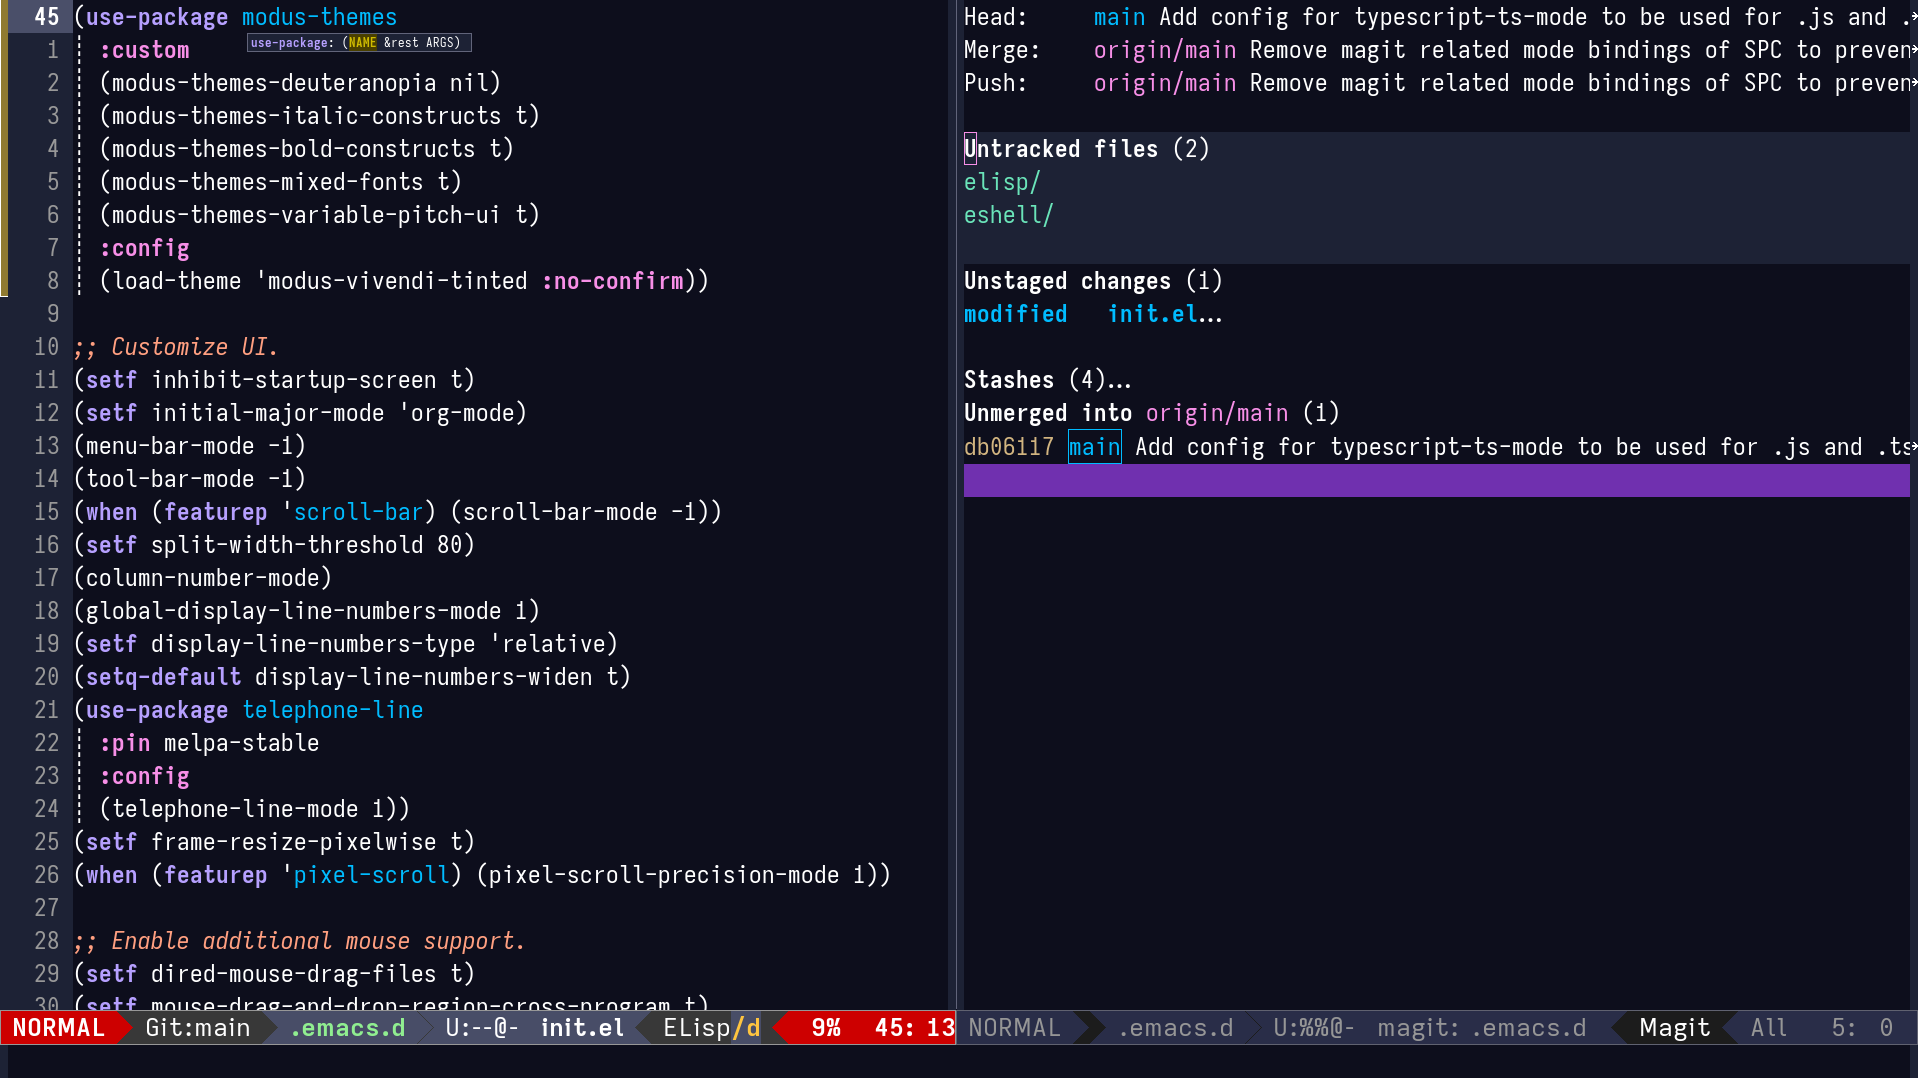 45 (use-package modus-themes
use-package: (NAME &rest ARGS)
1 :custom
2 (modus-themes-deuteranopia nil)
3 (modus-themes-italic-constructs t)
4 (modus-themes-bold-constructs t)
5 (modus-themes-mixed-fonts t)
6 (modus-themes-variable-pitch-ui t)
7 :config
8 (load-theme 'modus-vivendi-tinted :no-confirm))
9
10 ;; Customize UI.
11 (setf inhibit-startup-screen t)
12 (setf initial-major-mode 'org-mode)
13 (menu-bar-mode -1)
14 (tool-bar-mode -1)
15 (when (featurep 'scroll-bar) (scroll-bar-mode -1))
16 (setf split-width-threshold 80)
17 (column-number-mode)
18 (global-display-line-numbers-mode 1)
19 (setf display-line-numbers-type 'relative)
20 (setq-default display-line-numbers-widen t)
21 (use-package telephone-line
22 :pin melpa-stable
23 :config
24 (telephone-line-mode 1))
25 (setf frame-resize-pixelwise t)
26 (when (featurep 'pixel-scroll) (pixel-scroll-precision-mode 1))
27
28 ;; Enable additional mouse support.
29 (setf dired-mouse-drag-files t)
30 (setf mouse-drag-and-drop-region-cross-program t)
NORMAL Git:main .emacs.d U:--@- init.el ELisp/d 9% 45: 13
Head: main Add config for typescript-ts-mode to be used for .js and .
Merge: origin/main Remove magit related mode bindings of SPC to preven
Push: origin/main Remove magit related mode bindings of SPC to preven
Untracked files (2)
elisp/
eshell/
Unstaged changes (1)
modified init.el...
Stashes (4)...
Unmerged into origin/main (1)
db06117 main Add config for typescript-ts-mode to be used for .js and .ts
NORMAL .emacs.d U:%%@- magit: .emacs.d Magit All 5: 0